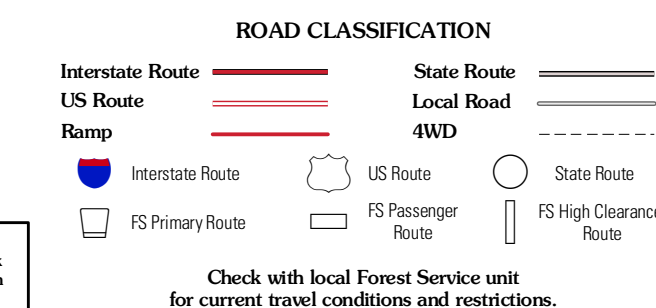 ROAD CLASSIFICATION
Interstate Route
State Route
US Route
Local Road
Ramp
4WD
Interstate Route
US Route
State Route
FS Primary Route
FS Passenger
Route
FS High Clearance
Route
Check with local Forest Service unit
for current travel conditions and restrictions.